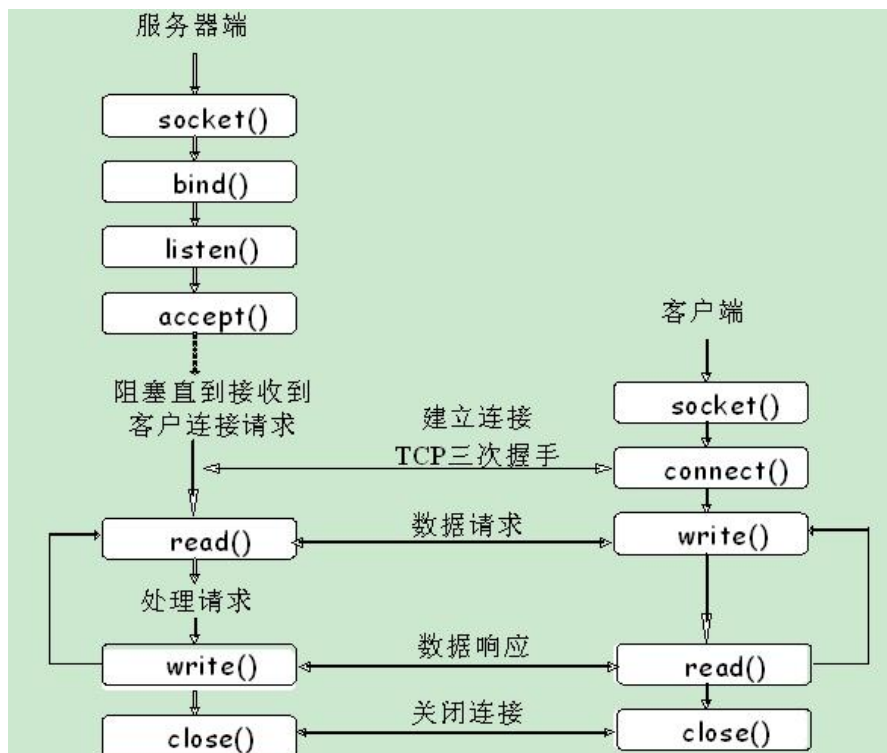 服务器端
socket()
bind()
listen()
accept()
阻塞直到接收到
客户连接请求
客户端
socket()
建立连接
TCP三次握手
connect()
read()
数据请求
write()
处理请求
write()
数据响应
read()
close()
关闭连接
close()